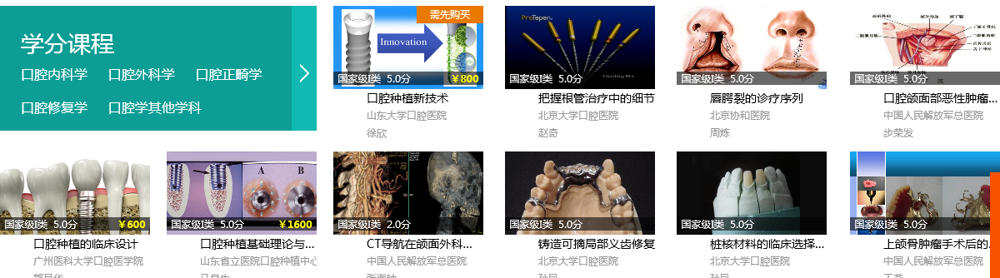 学分课程
口腔内科学 口腔外科学 口腔正畸学
口腔修复学 口腔学其他学科
需先购买
Innovation
国家级I类 5.0分 ￥800
口腔种植新技术
山东大学口腔医院
徐欣
ProTaper
国家级I类 5.0分
把握根管治疗中的细节
北京大学口腔医院
赵奇
国家级I类 5.0分
唇腭裂的诊疗序列
北京协和医院
周炼
国家级I类 5.0分
口腔颌面部恶性肿瘤...
中国人民解放军总医院
步荣发
国家级I类 5.0分 ￥600
口腔种植的临床设计
广州医科大学口腔医学院
A B
国家级I类 5.0分 ￥1600
口腔种植基础理论与...
山东省立医院口腔种植中心
国家级I类 2.0分
CT导航在颌面外科...
中国人民解放军总医院
国家级I类 5.0分
铸造可摘局部义齿修复
北京大学口腔医院
国家级I类 5.0分
桩核材料的临床选择...
北京大学口腔医院
国家级I类 5.0分
上颌骨肿瘤手术后的...
中国人民解放军总医院